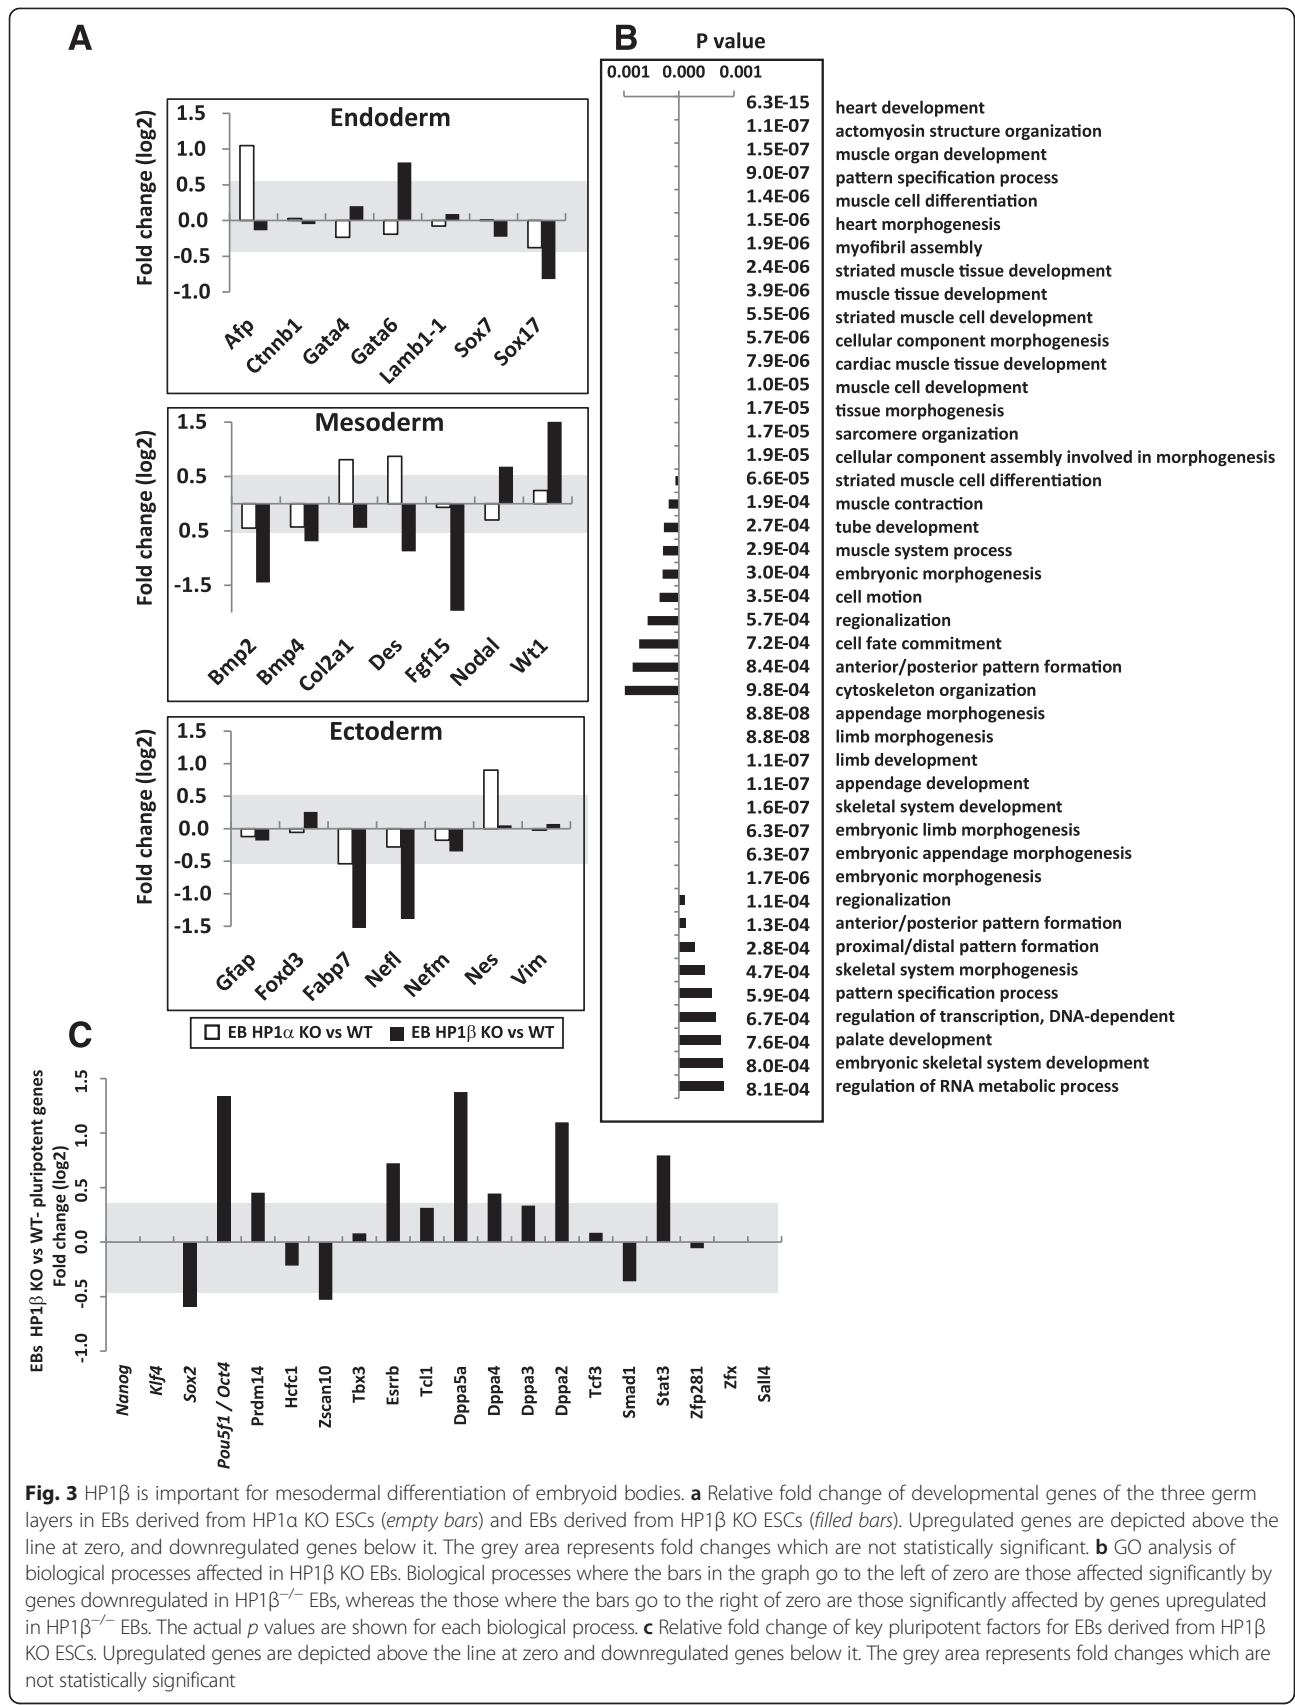 A
Endoderm
Fold change (log2)
1.5
1.0
0.5
0.0
-0.5
-1.0
Afp
Ctnnb1
Gata4
Gata6
Lamb1-1
Sox7
Sox17
Mesoderm
Fold change (log2)
1.5
0.5
0.5
-1.5
Bmp2
Bmp4
Col2a1
Des
Fgf15
Nodal
Wt1
Ectoderm
Fold change (log2)
1.5
1.0
0.5
0.0
-0.5
-1.0
-1.5
Gfap
Foxd3
Fabp7
Nefl
Nefm
Nes
Vim
EB HP1α KO vs WT
EB HP1β KO vs WT
B
P value
0.001 0.000 0.001
6.3E-15 heart development
1.1E-07 actomyosin structure organization
1.5E-07 muscle organ development
9.0E-07 pattern specification process
1.4E-06 muscle cell differentiation
1.5E-06 heart morphogenesis
1.9E-06 myofibril assembly
2.4E-06 striated muscle tissue development
3.9E-06 muscle tissue development
5.5E-06 striated muscle cell development
5.7E-06 cellular component morphogenesis
7.9E-06 cardiac muscle tissue development
1.0E-05 muscle cell development
1.7E-05 tissue morphogenesis
1.7E-05 sarcomere organization
1.9E-05 cellular component assembly involved in morphogenesis
6.6E-05 striated muscle cell differentiation
1.9E-04 muscle contraction
2.7E-04 tube development
2.9E-04 muscle system process
3.0E-04 embryonic morphogenesis
3.5E-04 cell motion
5.7E-04 regionalization
7.2E-04 cell fate commitment
8.4E-04 anterior/posterior pattern formation
9.8E-04 cytoskeleton organization
8.8E-08 appendage morphogenesis
8.8E-08 limb morphogenesis
1.1E-07 limb development
1.1E-07 appendage development
1.6E-07 skeletal system development
6.3E-07 embryonic limb morphogenesis
6.3E-07 embryonic appendage morphogenesis
1.7E-06 embryonic morphogenesis
1.1E-04 regionalization
1.3E-04 anterior/posterior pattern formation
2.8E-04 proximal/distal pattern formation
4.7E-04 skeletal system morphogenesis
5.9E-04 pattern specification process
6.7E-04 regulation of transcription, DNA-dependent
7.6E-04 palate development
8.0E-04 embryonic skeletal system development
8.1E-04 regulation of RNA metabolic process
C
EBs HP1β KO vs WT- pluripotent genes
Fold change (log2)
1.5
1.0
0.5
0.0
-0.5
-1.0
Nanog
Klf4
Sox2
Pou5f1 / Oct4
Prdm14
Hcfc1
Zscan10
Tbx3
Esrrb
Tcl1
Dppa5a
Dppa4
Dppa3
Dppa2
Tcf3
Smad1
Stat3
Zfp281
Zfx
Sall4
Fig. 3 HP1β is important for mesodermal differentiation of embryoid bodies. a Relative fold change of developmental genes of the three germ
layers in EBs derived from HP1α KO ESCs (empty bars) and EBs derived from HP1β KO ESCs (filled bars). Upregulated genes are depicted above the
line at zero, and downregulated genes below it. The grey area represents fold changes which are not statistically significant. b GO analysis of
biological processes affected in HP1β KO EBs. Biological processes where the bars in the graph go to the left of zero are those affected significantly by
genes downregulated in HP1β−/− EBs, whereas the those where the bars go to the right of zero are those significantly affected by genes upregulated
in HP1β−/− EBs. The actual p values are shown for each biological process. c Relative fold change of key pluripotent factors for EBs derived from HP1β
KO ESCs. Upregulated genes are depicted above the line at zero and downregulated genes below it. The grey area represents fold changes which are
not statistically significant